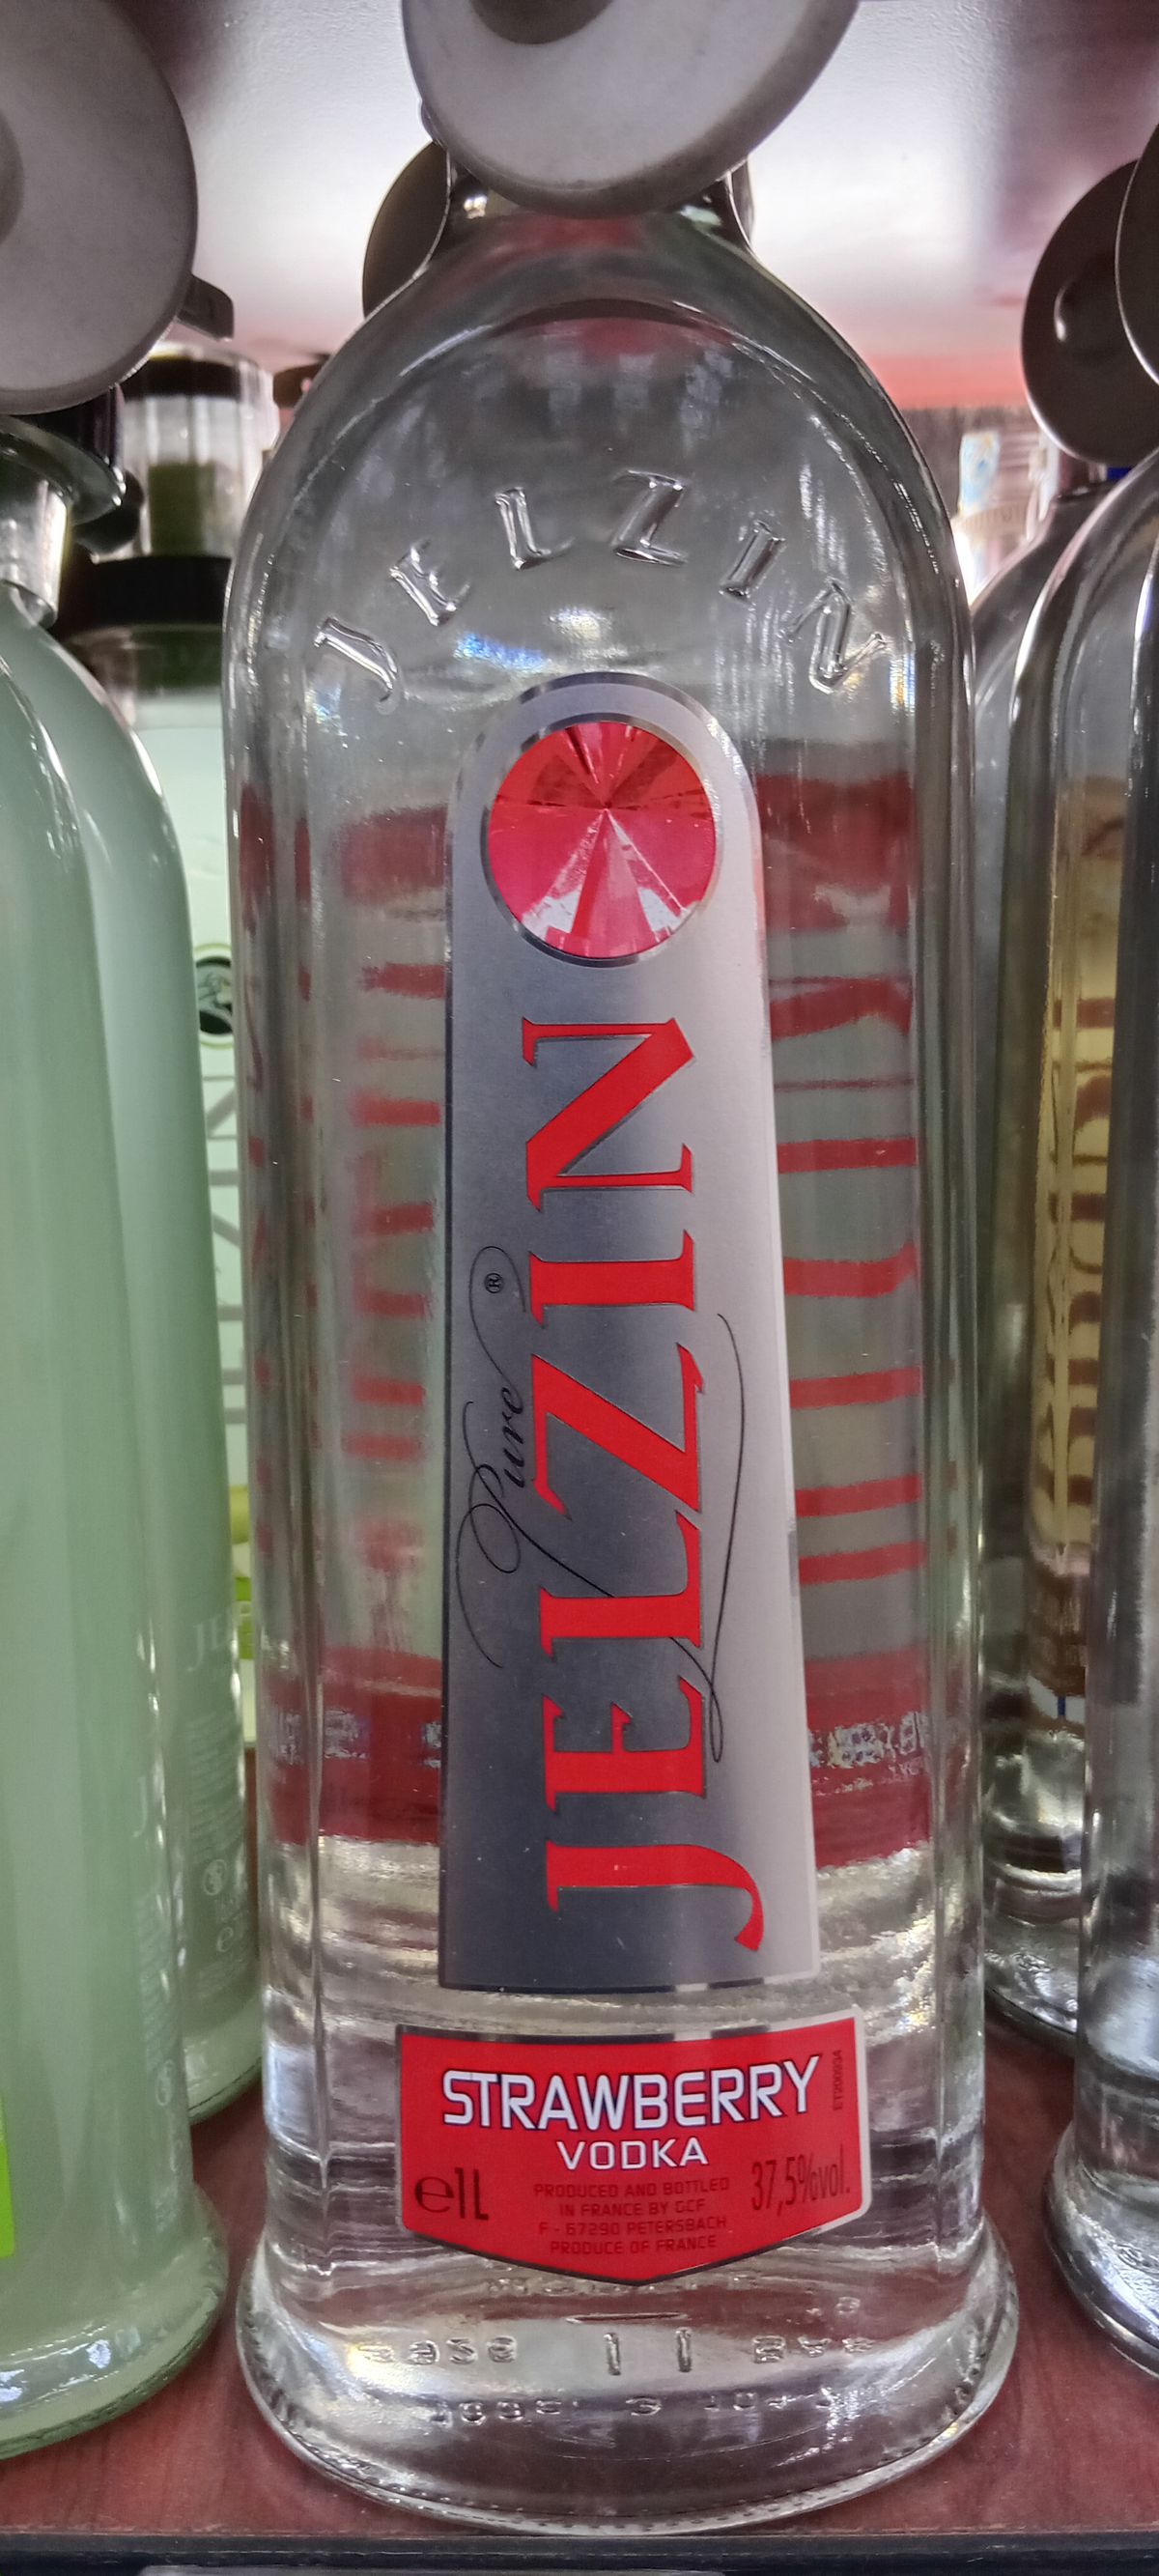 JELZIN
Pure®
JELZIN
STRAWBERRY
VODKA
e1L
PRODUCED AND BOTTLED
IN FRANCE BY GCF
F - 67290 PETERSBACH
PRODUCE OF FRANCE
37,5%vol.